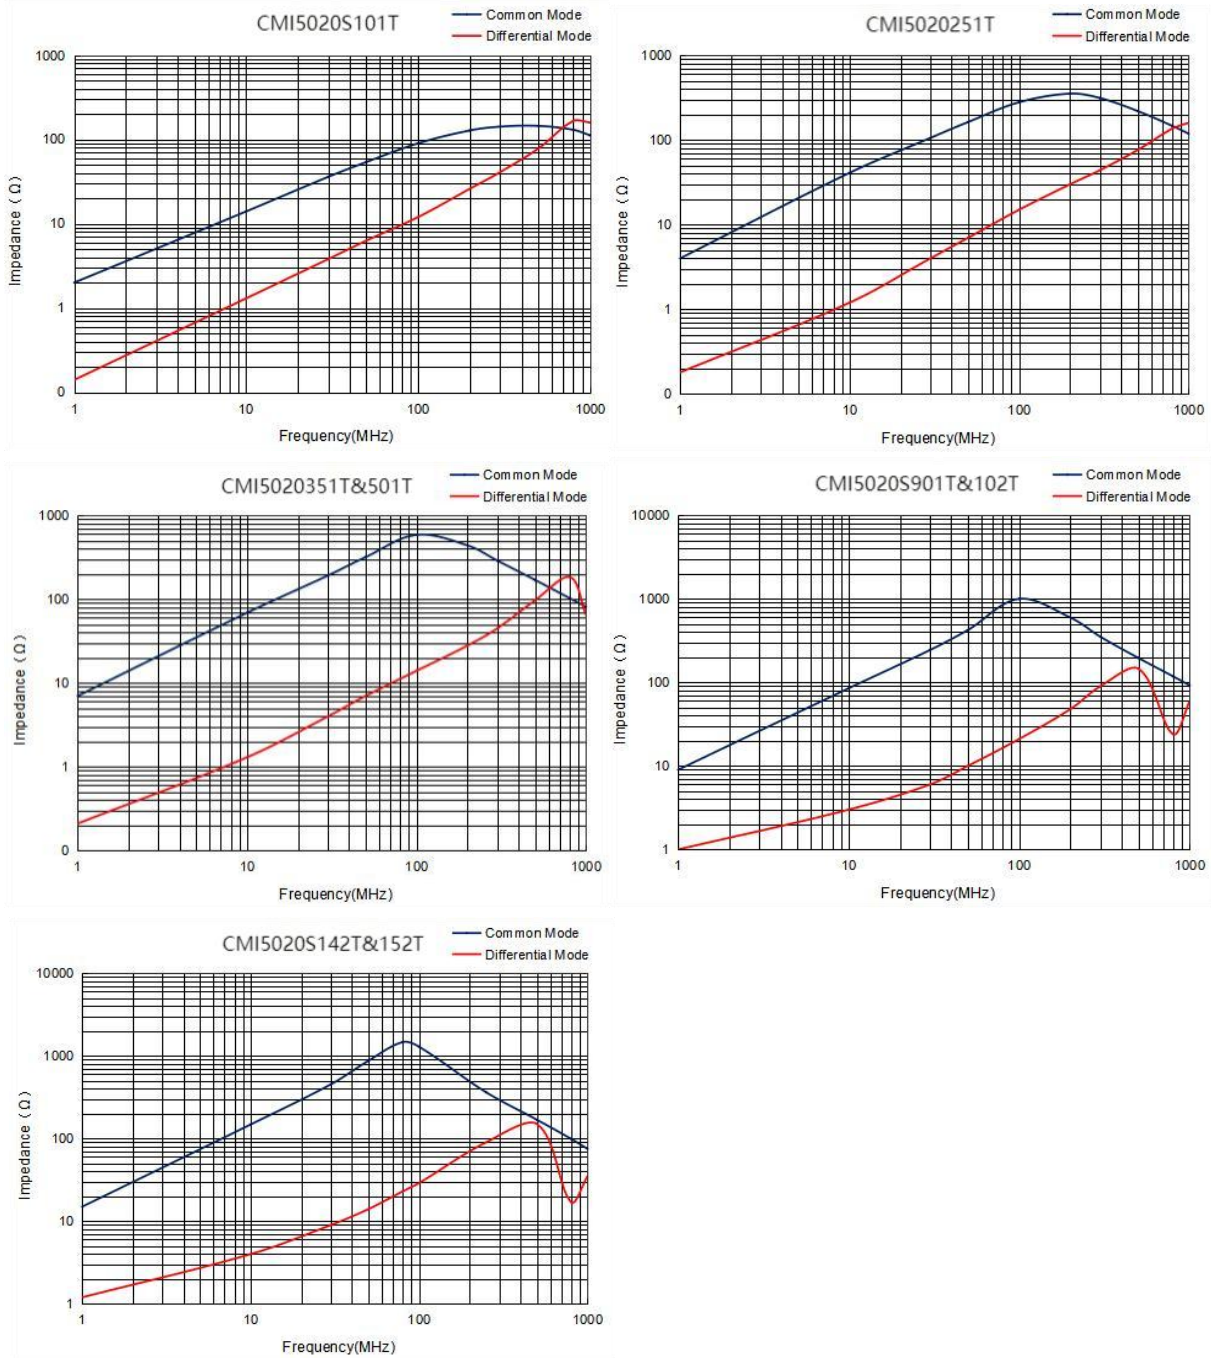 CMI5020S101T
Common Mode
Differential Mode
1000
100
10
1
0
Impedance (Ω)
1
10
100
1000
Frequency(MHz)
CMI5020251T
Common Mode
Differential Mode
1000
100
10
1
0
Impedance (Ω)
1
10
100
1000
Frequency(MHz)
CMI5020351T&501T
Common Mode
Differential Mode
1000
100
10
1
0
Impedance (Ω)
1
10
100
1000
Frequency(MHz)
CMI5020S901T&102T
Common Mode
Differential Mode
10000
1000
100
10
1
Impedance (Ω)
1
10
100
1000
Frequency(MHz)
CMI5020S142T&152T
Common Mode
Differential Mode
10000
1000
100
10
1
Impedance (Ω)
1
10
100
1000
Frequency(MHz)